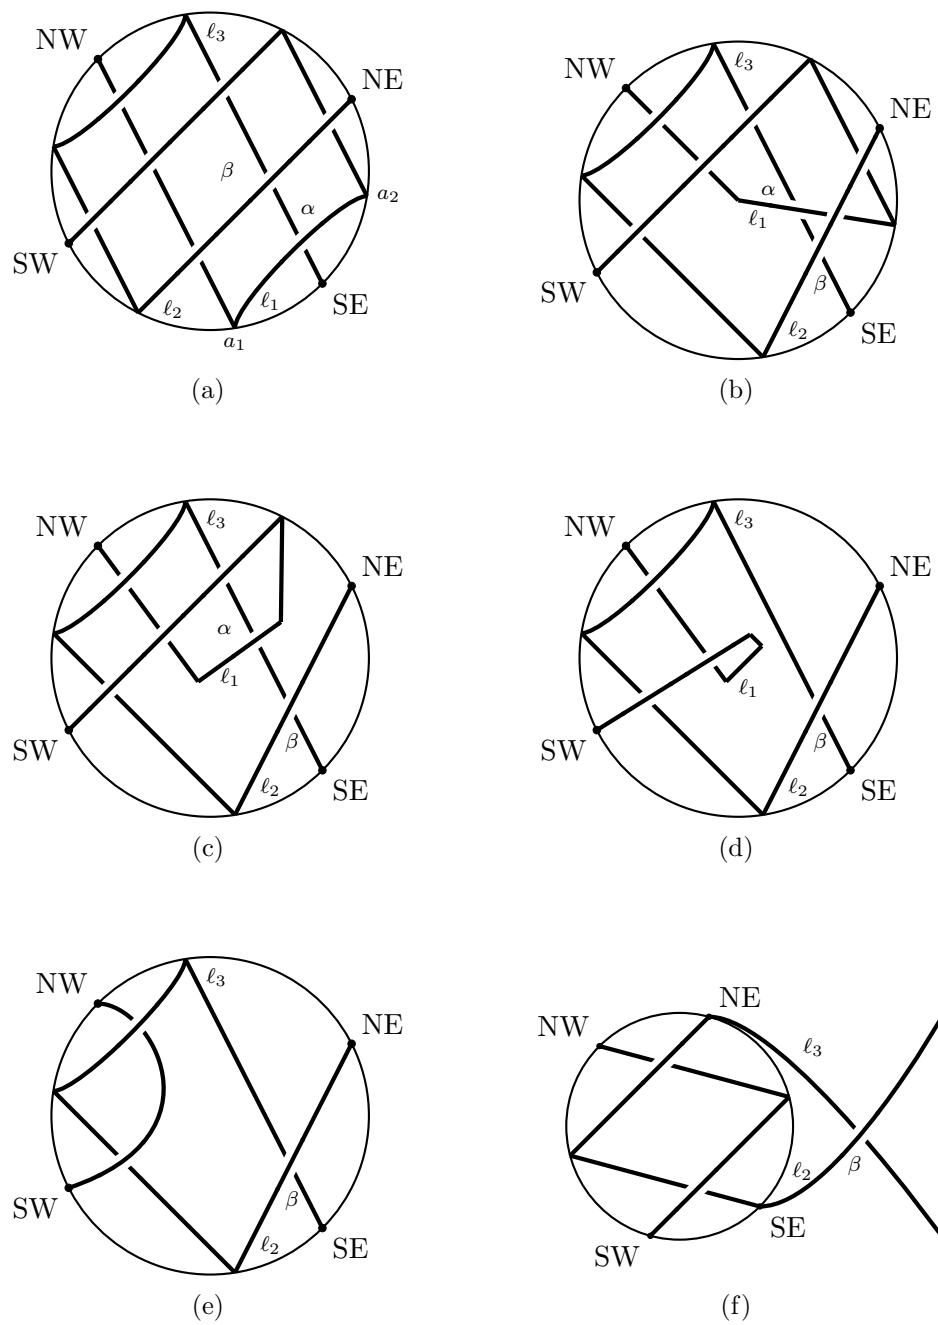 NW
ℓ3
NE
β
a2
α
SW
ℓ2
ℓ1
SE
a1
(a)
NW
ℓ3
NE
α
ℓ1
SW
β
ℓ2
SE
(b)
NW
ℓ3
NE
α
ℓ1
SW
β
ℓ2
SE
(c)
NW
ℓ3
NE
ℓ1
SW
β
ℓ2
SE
(d)
NW
ℓ3
NE
SW
β
ℓ2
SE
(e)
NE
NW
ℓ3
ℓ2
β
SE
SW
(f)